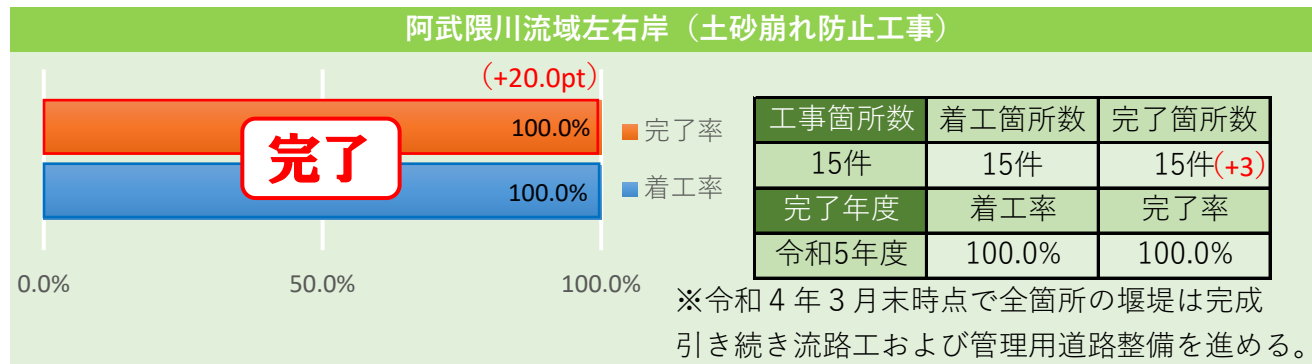 阿武隈川流域左右岸（土砂崩れ防止工事）
（+20.0pt）
100.0%
完了
100.0%
完了率
着工率
0.0% 50.0% 100.0%
工事箇所数 着工箇所数 完了箇所数
15件 15件 15件(+3)
完了年度 着工率 完了率
令和5年度 100.0% 100.0%
※令和４年３月末時点で全箇所の堰堤は完成
引き続き流路工および管理用道路整備を進める。